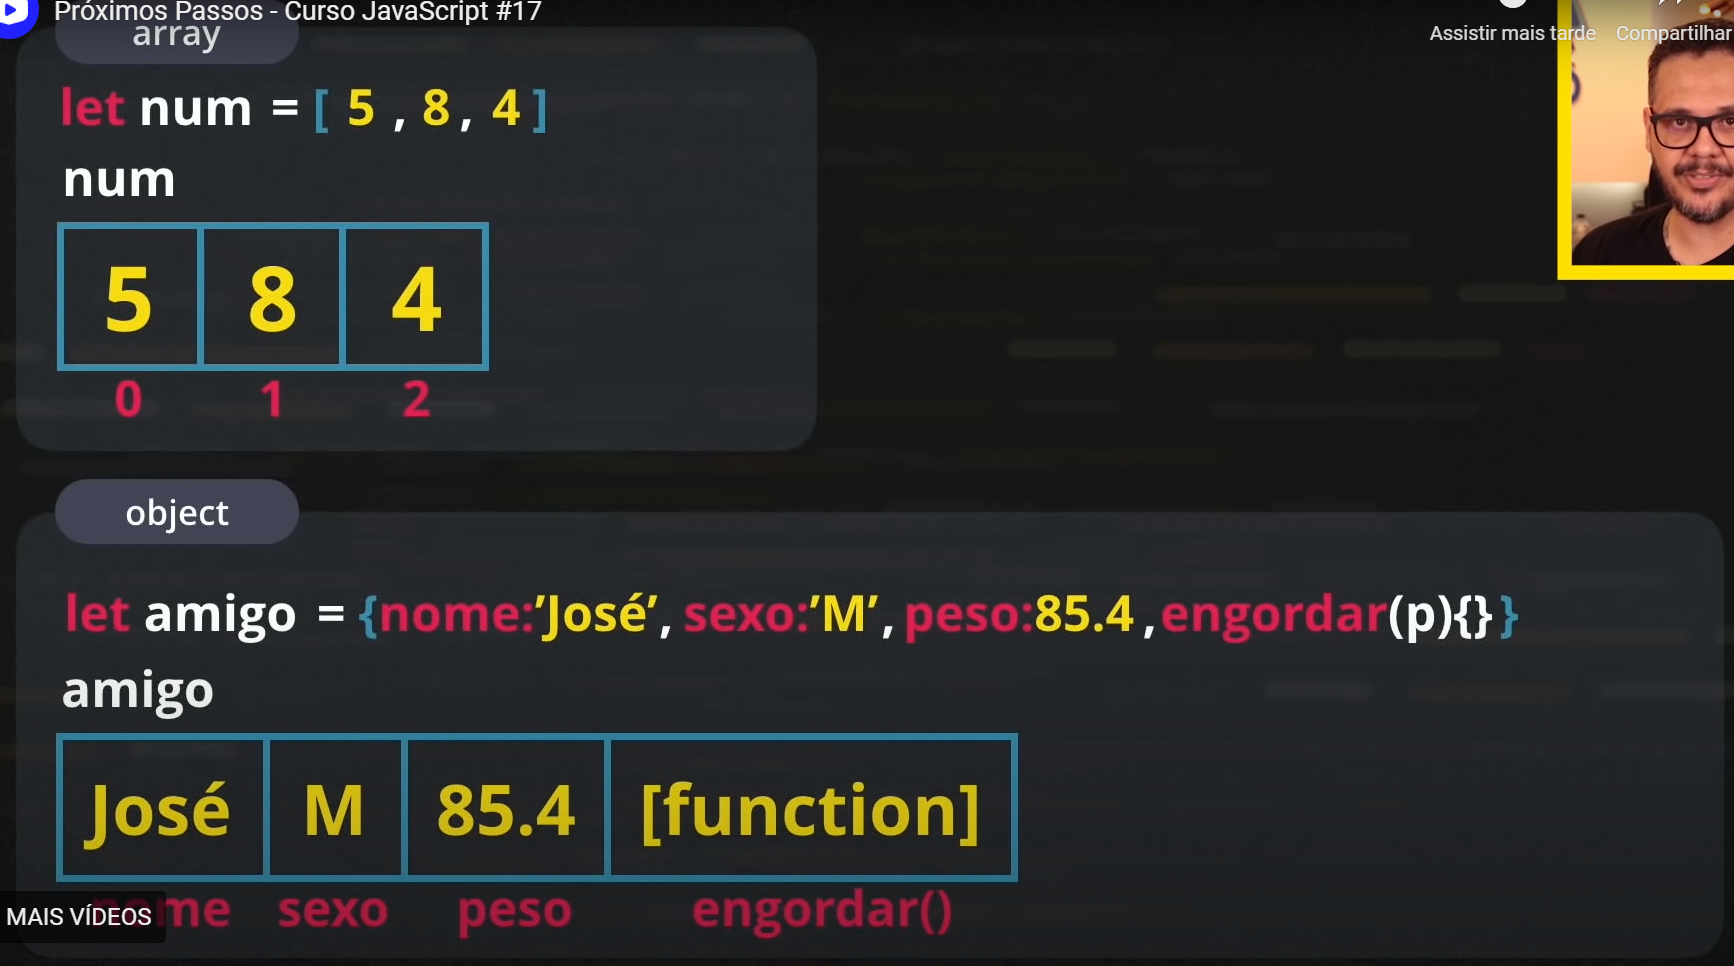 Próximos Passos - Curso JavaScript #17
Assistir mais tarde Compartilhar
array
let num = [ 5 , 8, 4 ]
num
5 8 4
0 1 2
object
let amigo = {nome:’José’, sexo:’M’, peso:85.4 ,engordar(p){} }
amigo
José M 85.4 [function]
sexo peso engordar()
MAIS VÍDEOS